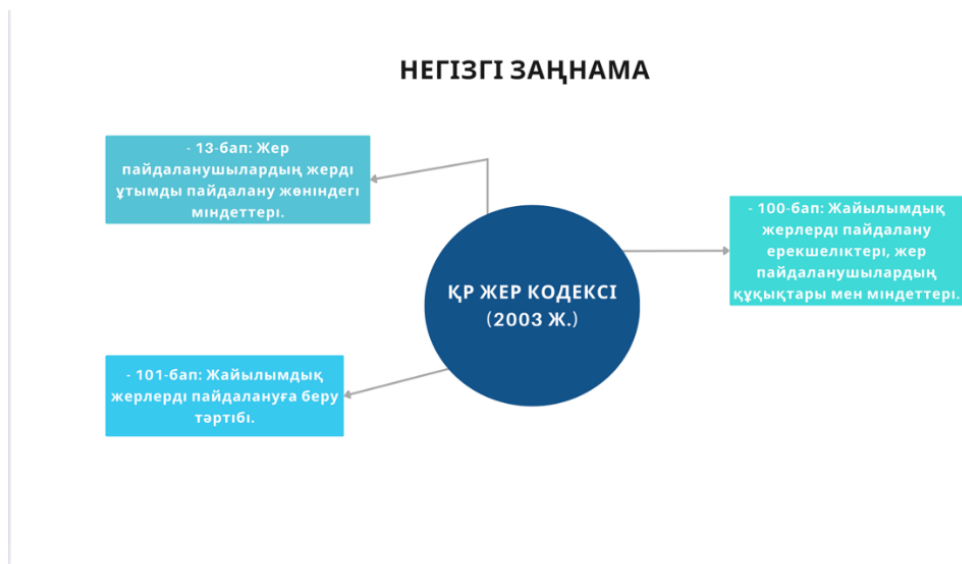 НЕГІЗГІ ЗАҢНАМА
- 13-бап: Жер
пайдаланушылардың жерді
ұтымды пайдалану жөніндегі
міндеттері.
- 100-бап: Жайылымдық
жерлерді пайдалану
ерекшеліктері, жер
пайдаланушылардың
құқықтары мен міндеттері.
ҚР ЖЕР КОДЕКСІ
(2003 Ж.)
- 101-бап: Жайылымдық
жерлерді пайдалануға беру
тәртібі.